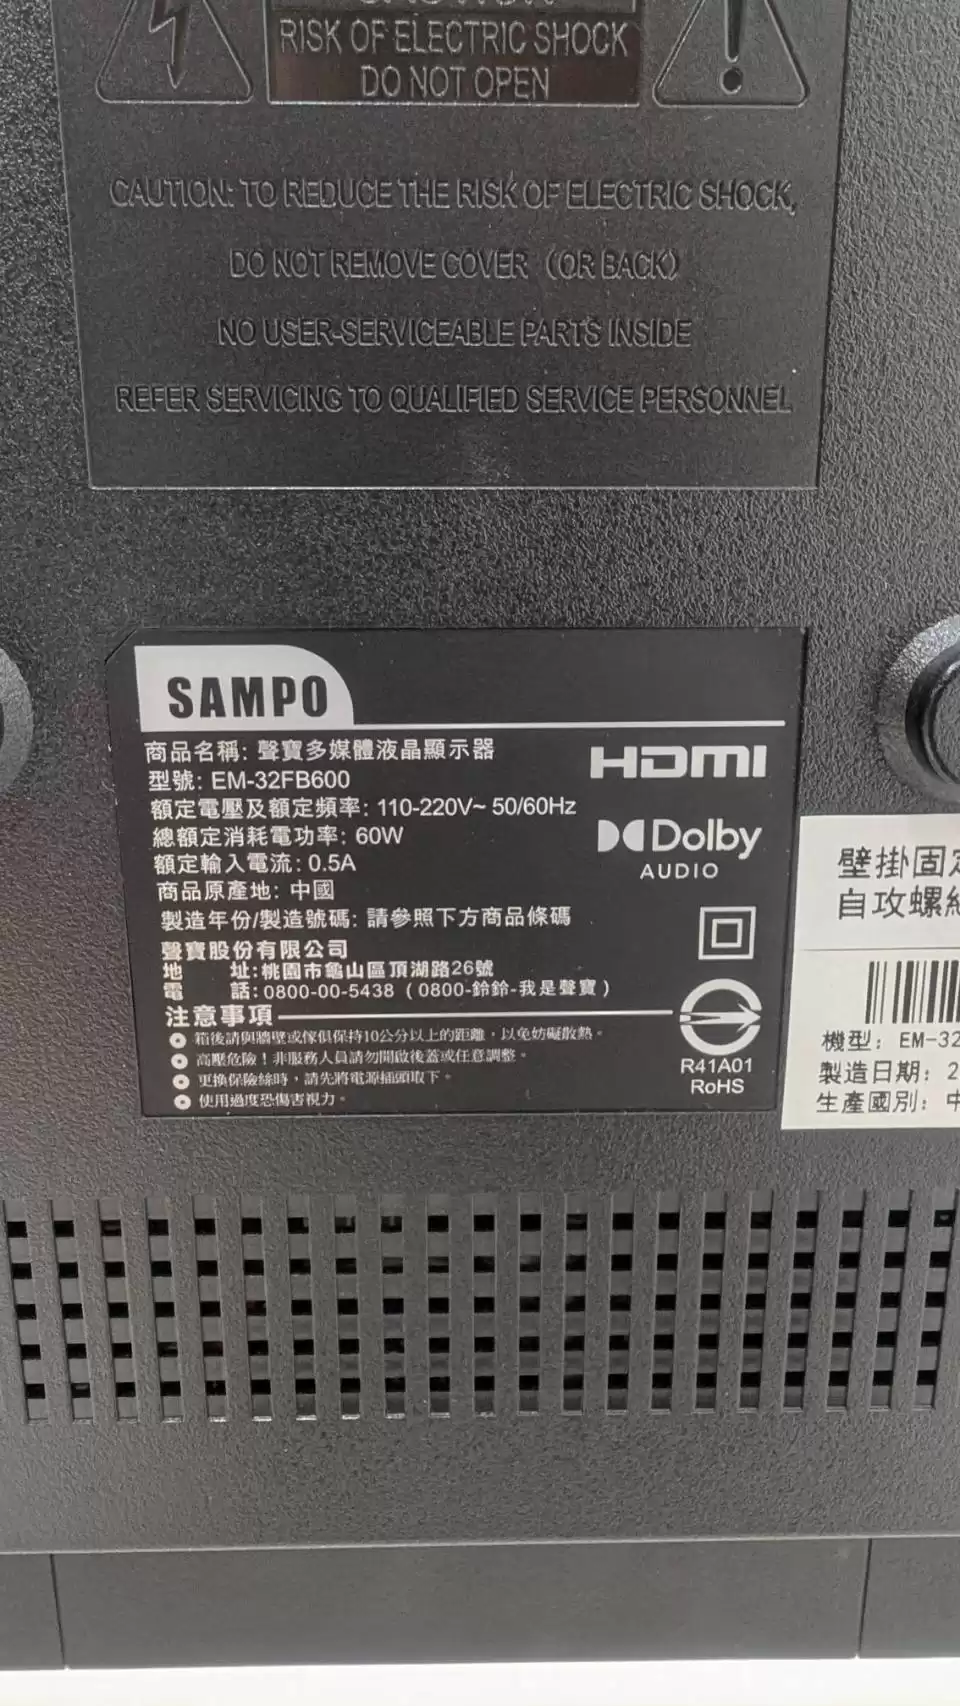 RISK OF ELECTRIC SHOCK
DO NOT OPEN
CAUTION: TO REDUCE THE RISK OF ELECTRIC SHOCK,
DO NOT REMOVE COVER (OR BACK)
NO USER-SERVICEABLE PARTS INSIDE
REFER SERVICING TO QUALIFIED SERVICE PERSONNEL
SAMPO
商品名稱: 聲寶多媒體液晶顯示器
型號: EM-32FB600
額定電壓及額定頻率: 110-220V~ 50/60Hz
總額定消耗電功率: 60W
額定輸入電流: 0.5A
商品原產地: 中國
製造年份/製造號碼: 請參照下方商品條碼
聲寶股份有限公司
地 址:桃園市龜山區頂湖路26號
電 話:0800-00-5438 (0800-鈴鈴-我是聲寶)
注意事項
箱後請與牆壁或傢俱保持10公分以上的距離，以免妨礙散熱。
高壓危險！非服務人員請勿開啟後蓋或任意調整。
更換保險絲時，請先將電源插頭取下。
使用過度恐傷害視力。
HDMI
Dolby
AUDIO
R41A01
RoHS
壁掛固
自攻螺
機型: EM-32
製造日期: 2
生產國別: 中